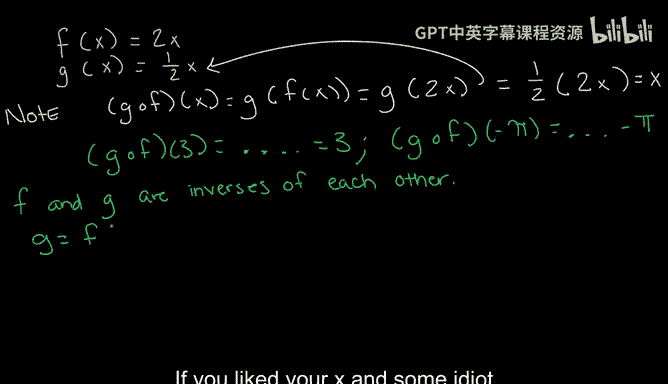 GPT中英字幕课程资源 bilibili
f(x) = 2x
g(x) = 1/2 x
Note (g∘f)(x) = g(f(x)) = g(2x) = 1/2 (2x) = x
(g∘f)(3) = ..... = 3 ; (g∘f)(-π) = .... -π
f and g are inverses of each other.
g = f
If you liked your x and some idiot